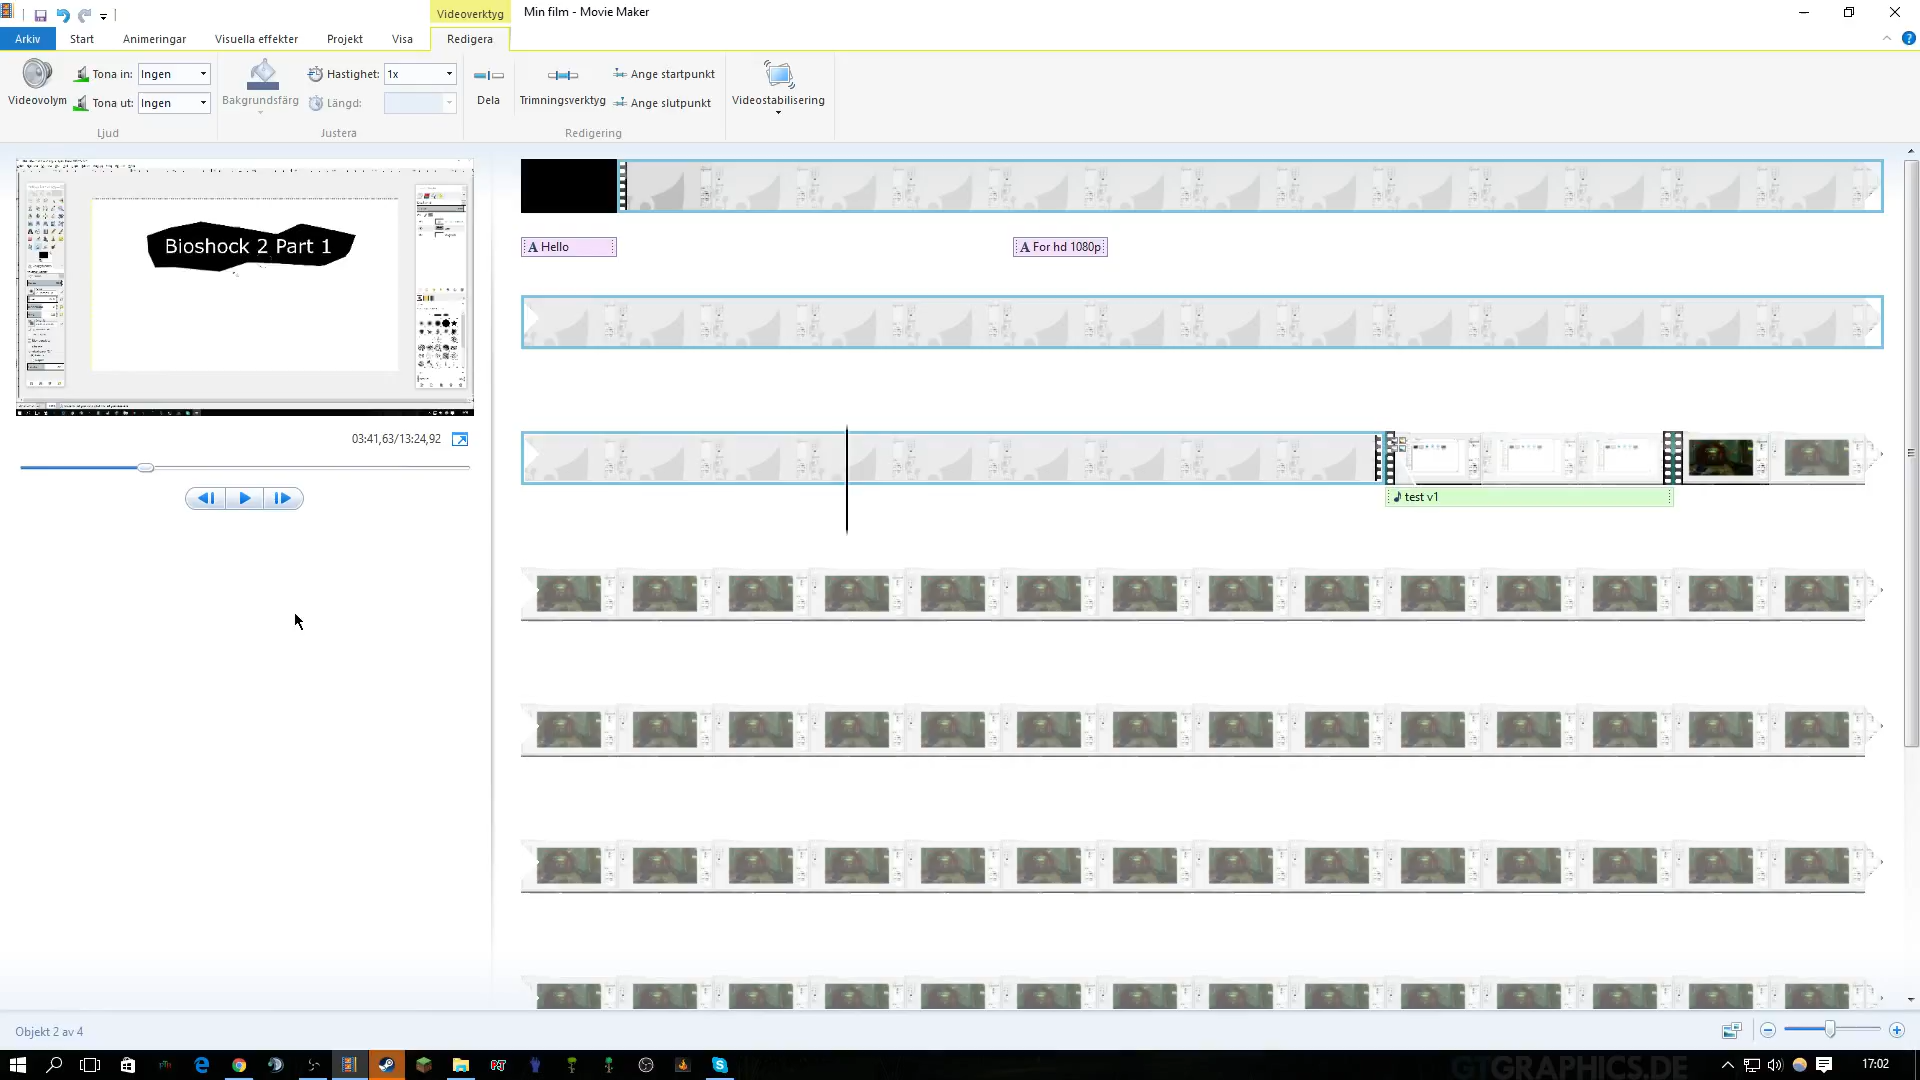 Videoverktyg
Min film - Movie Maker
Arkiv
Start
Animeringar
Visuella effekter
Projekt
Visa
Redigera
Videovolym
Tona in:
Ingen
Tona ut:
Ingen
Ljud
Bakgrundsfärg
Hastighet:
1x
Längd:
Justera
Dela
Trimningsverktyg
Ange startpunkt
Ange slutpunkt
Redigering
Videostabilisering
Bioshock 2 Part 1
03:41,63/13:24,92
A Hello
A For hd 1080p
test v1
Objekt 2 av 4
GTGRAPHICS.DE
17:02